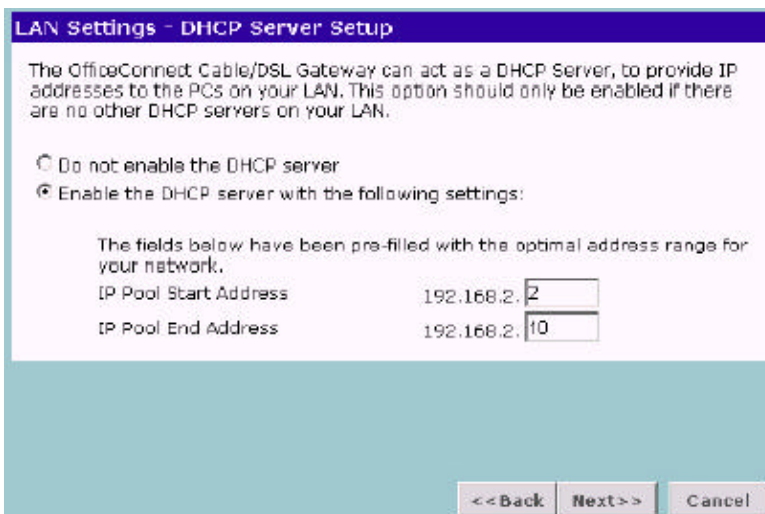 LAN Settings - DHCP Server Setup
The OfficeConnect Cable/DSL Gateway can act as a DHCP Server, to provide IP
addresses to the PCs on your LAN. This option should only be enabled if there
are no other DHCP servers on your LAN.
Do not enable the DHCP server
Enable the DHCP server with the following settings:
The fields below have been pre-filled with the optimal address range for
your network.
IP Pool Start Address 192.168.2. 2
IP Pool End Address 192.168.2. 10
<<Back Next>> Cancel